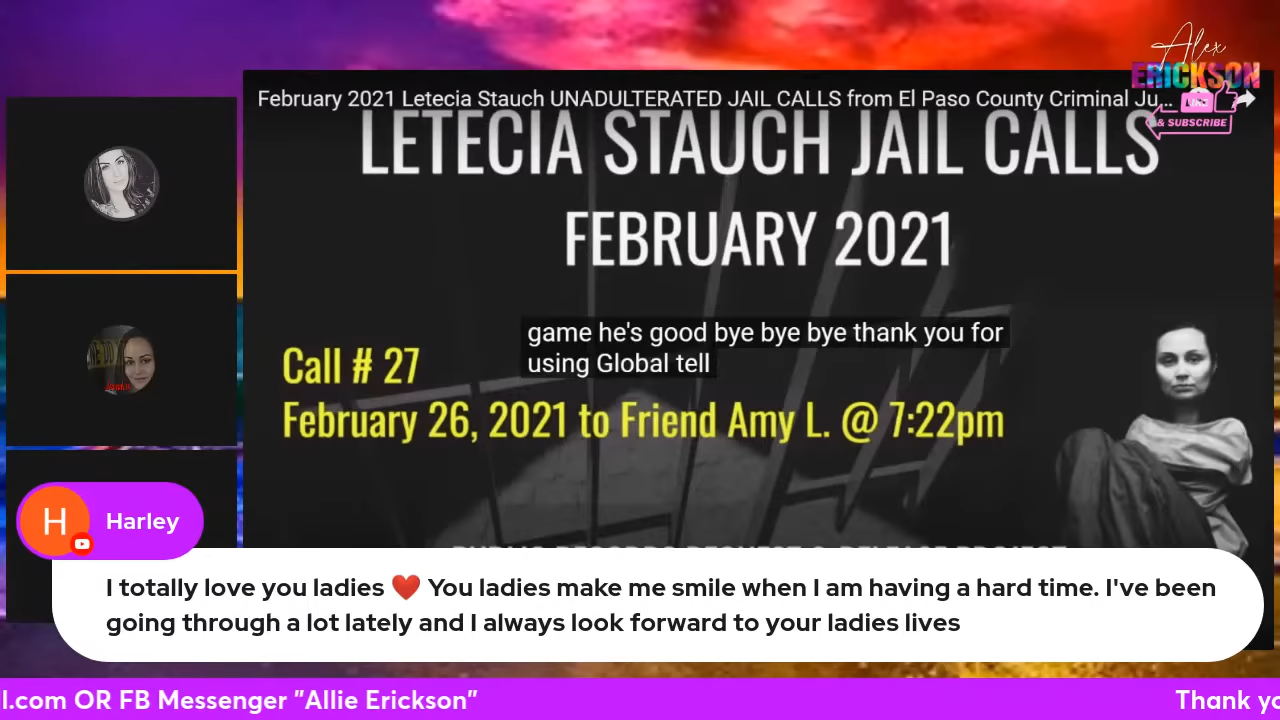 Alex
ERICKSON
LIKE
& SUBSCRIBE
February 2021 Letecia Stauch UNADULTERATED JAIL CALLS from El Paso County Criminal Ju...
LETECIA STAUCH JAIL CALLS
FEBRUARY 2021
game he's good bye bye bye thank you for
using Global tell
Call # 27
February 26, 2021 to Friend Amy L. @ 7:22pm
H
Harley
I totally love you ladies ❤️ You ladies make me smile when I am having a hard time. I've been
going through a lot lately and I always look forward to your ladies lives
l.com OR FB Messenger "Allie Erickson"
Thank yo